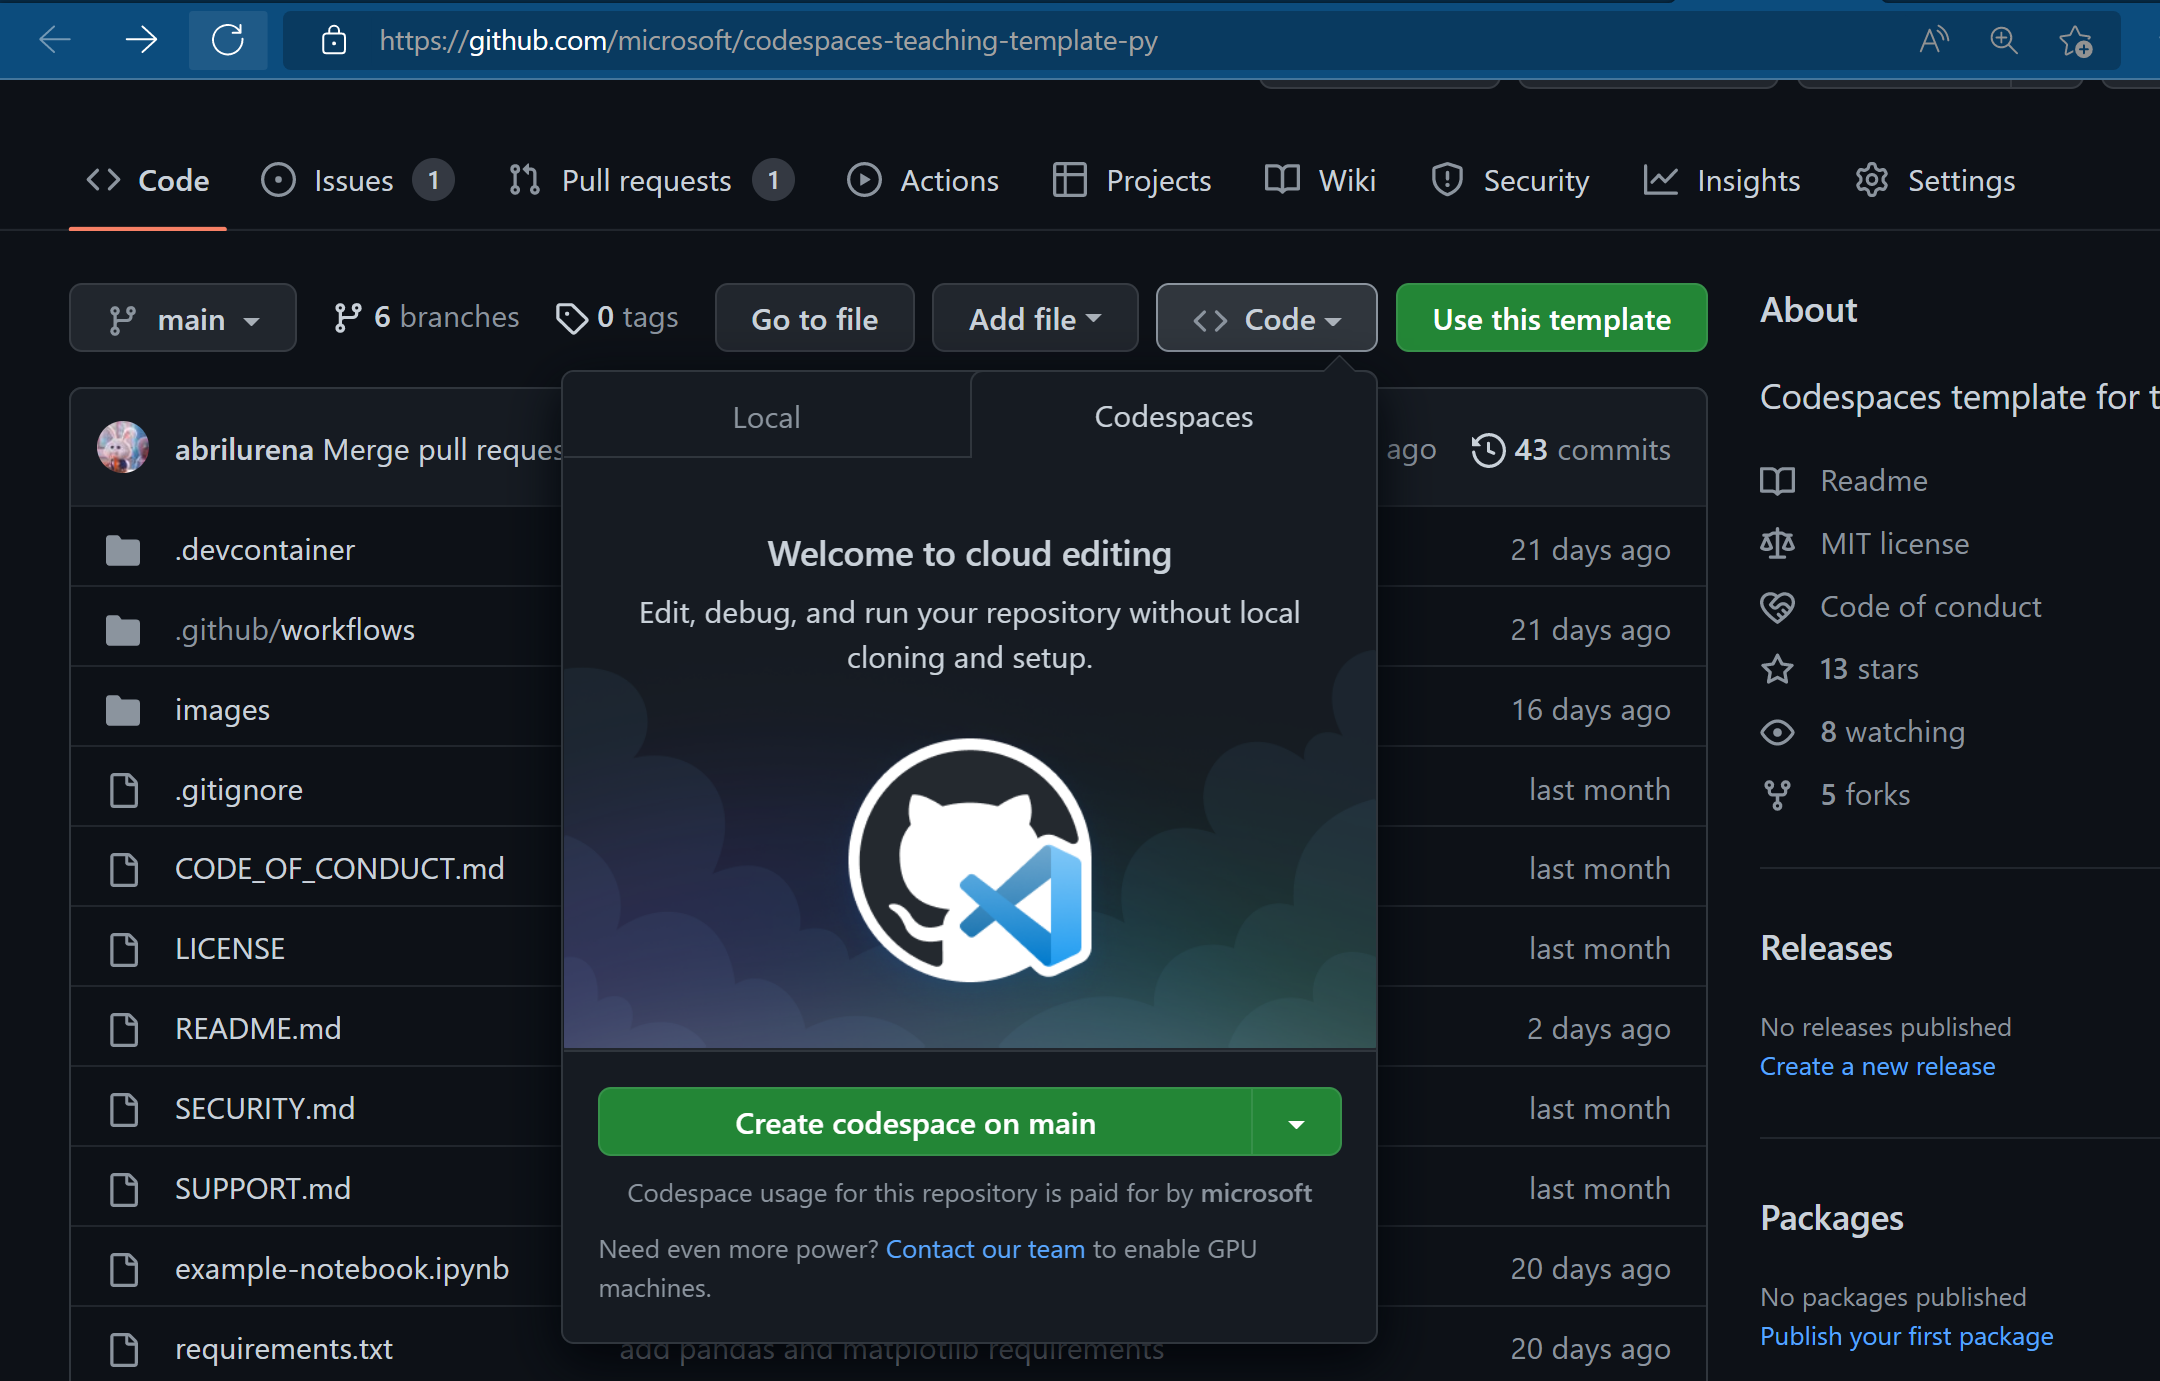 https://github.com/microsoft/codespaces-teaching-template-py
Code
Issues 1
Pull requests 1
Actions
Projects
Wiki
Security
Insights
Settings
main
6 branches
0 tags
Go to file
Add file
Code
Use this template
abrilurena Merge pull reques
ago
43 commits
Local
Codespaces
Welcome to cloud editing
Edit, debug, and run your repository without local
cloning and setup.
Create codespace on main
Codespace usage for this repository is paid for by microsoft
Need even more power? Contact our team to enable GPU
machines.
.devcontainer
21 days ago
.github/workflows
21 days ago
images
16 days ago
.gitignore
last month
CODE_OF_CONDUCT.md
last month
LICENSE
last month
README.md
2 days ago
SECURITY.md
last month
SUPPORT.md
last month
example-notebook.ipynb
20 days ago
requirements.txt
add pandas and matplotlib requirements
20 days ago
About
Codespaces template for t
Readme
MIT license
Code of conduct
13 stars
8 watching
5 forks
Releases
No releases published
Create a new release
Packages
No packages published
Publish your first package